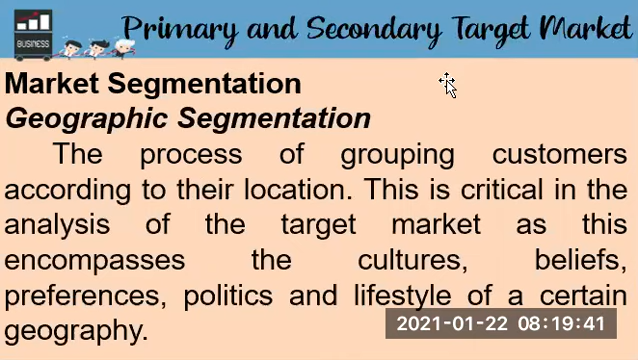 BUSINESS
Primary and Secondary Target Market
Market Segmentation
Geographic Segmentation
The process of grouping customers
according to their location. This is critical in the
analysis of the target market as this
encompasses the cultures, beliefs,
preferences, politics and lifestyle of a certain
geography.
2021-01-22 08:19:41